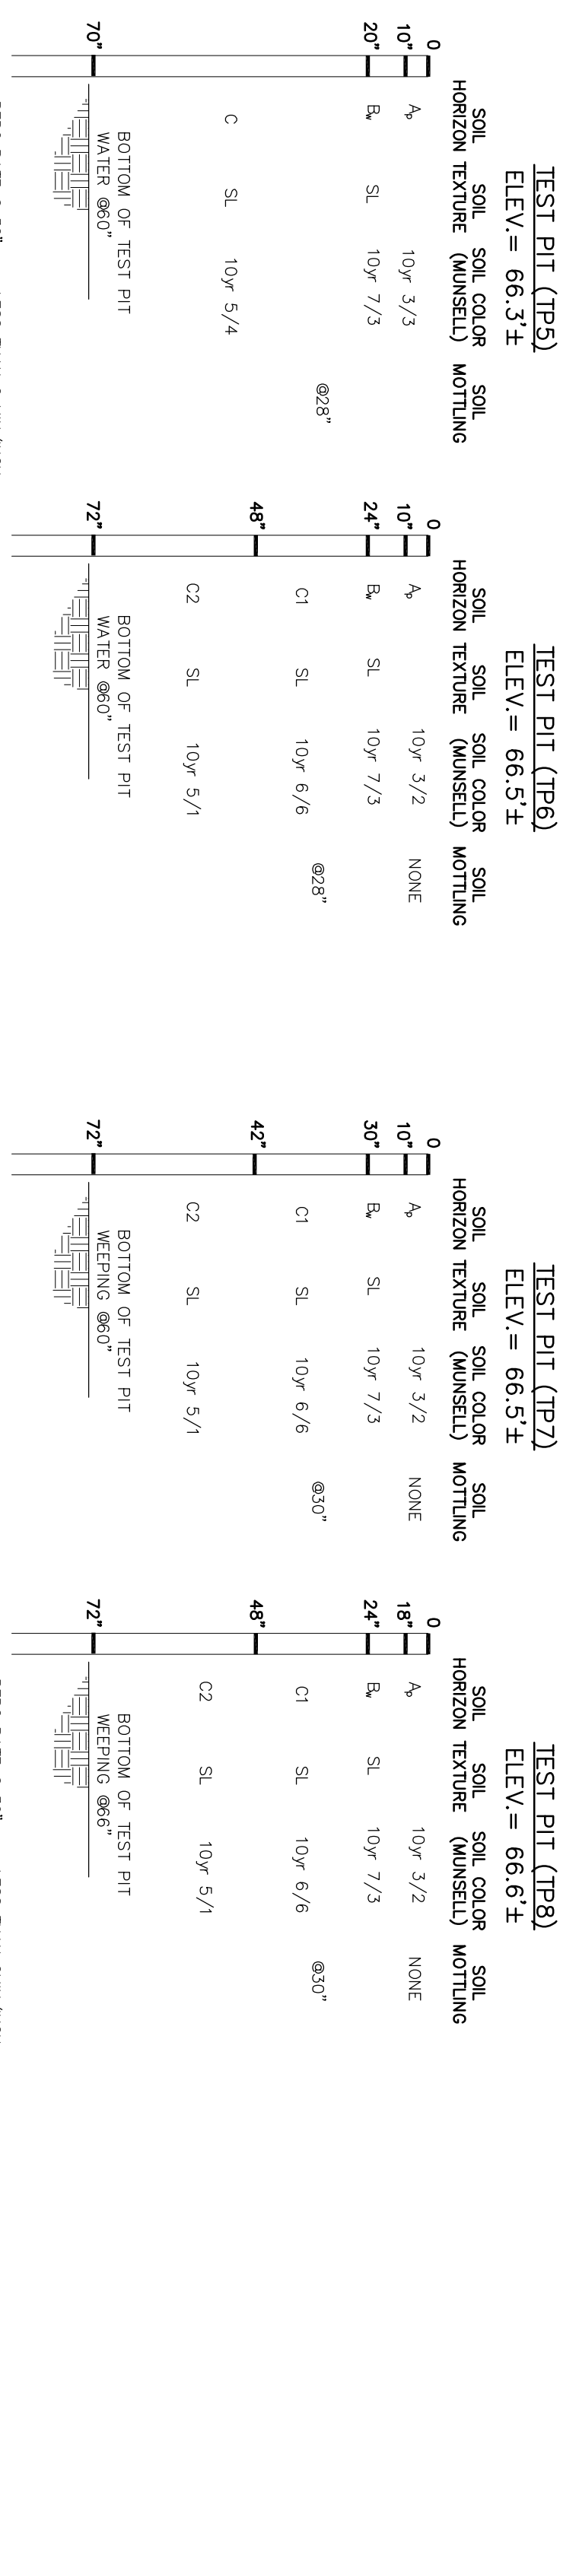 TEST PIT (TP5)
ELEV.= 66.3'±
SOIL HORIZON
SOIL TEXTURE
SOIL COLOR (MUNSELL)
SOIL MOTTLING
0
10"
Ap
10yr 3/3
20"
Bw
SL
10yr 7/3
@28"
C
SL
10yr 5/4
70"
BOTTOM OF TEST PIT
WATER @60"
TEST PIT (TP6)
ELEV.= 66.5'±
SOIL HORIZON
SOIL TEXTURE
SOIL COLOR (MUNSELL)
SOIL MOTTLING
0
10"
Ap
10yr 3/2
NONE
24"
Bw
SL
10yr 7/3
@28"
C1
SL
10yr 6/6
48"
C2
SL
10yr 5/1
72"
BOTTOM OF TEST PIT
WATER @60"
TEST PIT (TP7)
ELEV.= 66.5'±
SOIL HORIZON
SOIL TEXTURE
SOIL COLOR (MUNSELL)
SOIL MOTTLING
0
10"
Ap
10yr 3/2
NONE
30"
Bw
SL
10yr 7/3
@30"
C1
SL
10yr 6/6
42"
C2
SL
10yr 5/1
72"
BOTTOM OF TEST PIT
WEEPING @60"
TEST PIT (TP8)
ELEV.= 66.6'±
SOIL HORIZON
SOIL TEXTURE
SOIL COLOR (MUNSELL)
SOIL MOTTLING
0
18"
Ap
10yr 3/2
NONE
24"
Bw
SL
10yr 7/3
@30"
C1
SL
10yr 6/6
48"
C2
SL
10yr 5/1
72"
BOTTOM OF TEST PIT
WEEPING @66"